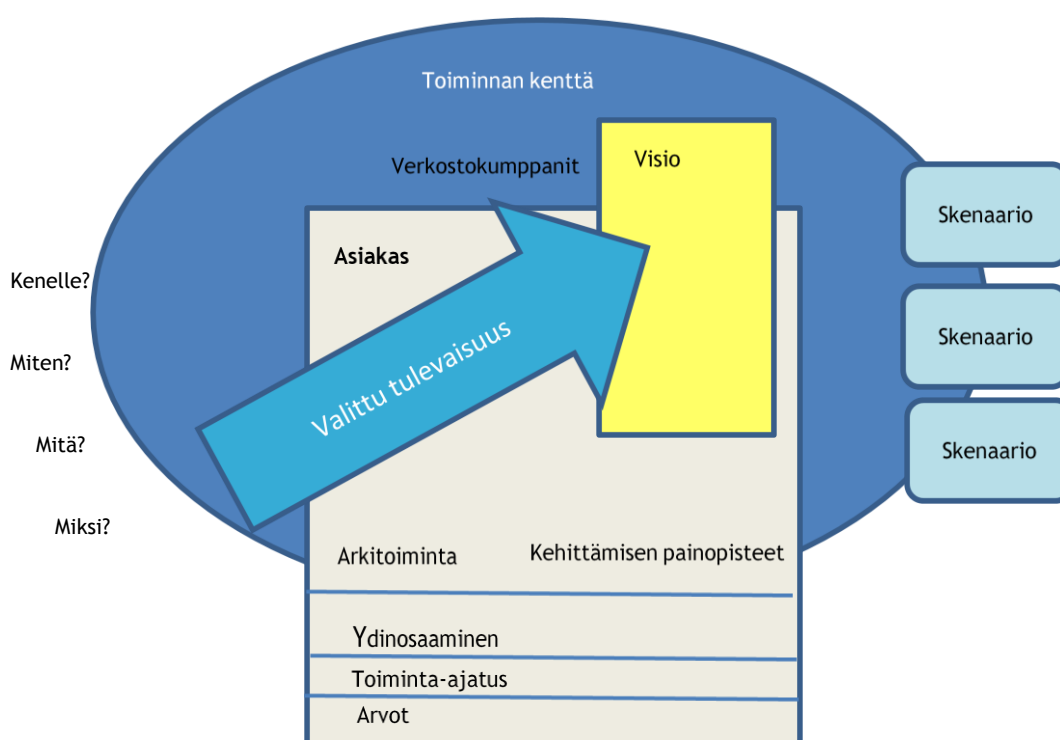 Toiminnan kenttä
Verkostokumppanit
Visio
Skenaario
Asiakas
Kenelle?
Skenaario
Miten?
Valittu tulevaisuus
Mitä?
Skenaario
Miksi?
Arkitoiminta
Kehittämisen painopisteet
Ydinosaaminen
Toiminta-ajatus
Arvot